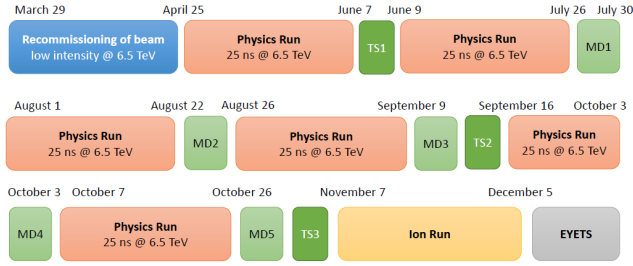 March 29 April 25 June 7 June 9 July 26 July 30
Recommissioning of beam
low intensity @ 6.5 TeV
Physics Run
25 ns @ 6.5 TeV
TS1
Physics Run
25 ns @ 6.5 TeV
MD1
August 1 August 22 August 26 September 9 September 16 October 3
Physics Run
25 ns @ 6.5 TeV
MD2
Physics Run
25 ns @ 6.5 TeV
MD3
TS2
Physics Run
25 ns @ 6.5 TeV
October 3 October 7 October 26 November 7 December 5
MD4
Physics Run
25 ns @ 6.5 TeV
MD5
TS3
Ion Run
EYETS